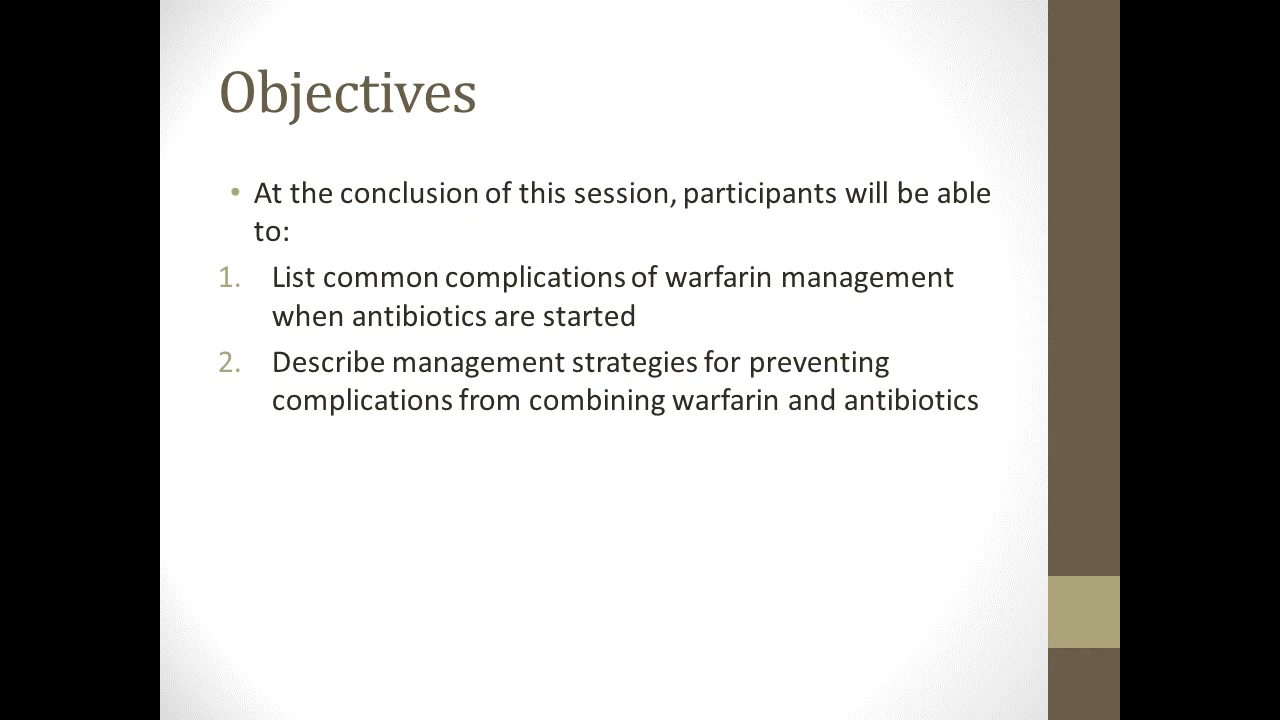 Objectives
• At the conclusion of this session, participants will be able
to:
1. List common complications of warfarin management
when antibiotics are started
2. Describe management strategies for preventing
complications from combining warfarin and antibiotics